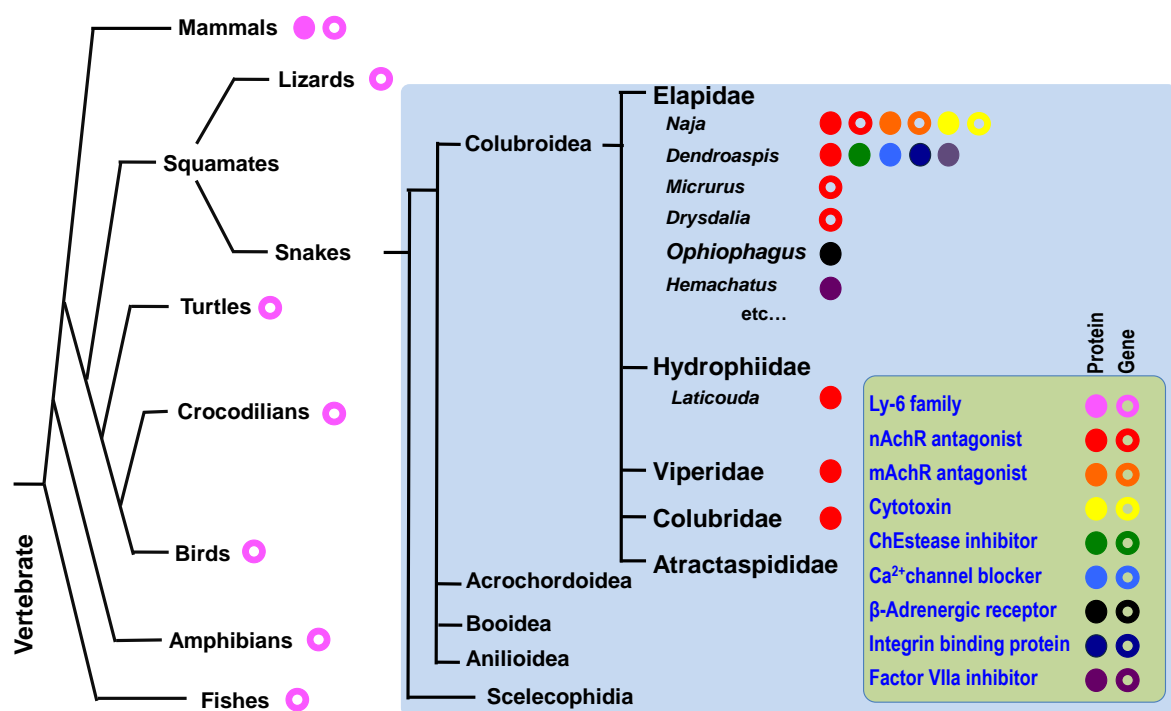 Mammals
Lizards
Squamates
Snakes
Turtles
Crocodilians
Birds
Amphibians
Fishes
Vertebrate
Colubroidea
Acrochordoidea
Booidea
Anilioidea
Scelecophidia
Elapidae
Naja
Dendroaspis
Micrurus
Drysdalia
Ophiophagus
Hemachatus
etc...
Hydrophiidae
Laticouda
Viperidae
Colubridae
Atractaspididae
Protein
Gene
Ly-6 family
nAchR antagonist
mAchR antagonist
Cytotoxin
ChEstease inhibitor
Ca²⁺channel blocker
β-Adrenergic receptor
Integrin binding protein
Factor VIIa inhibitor